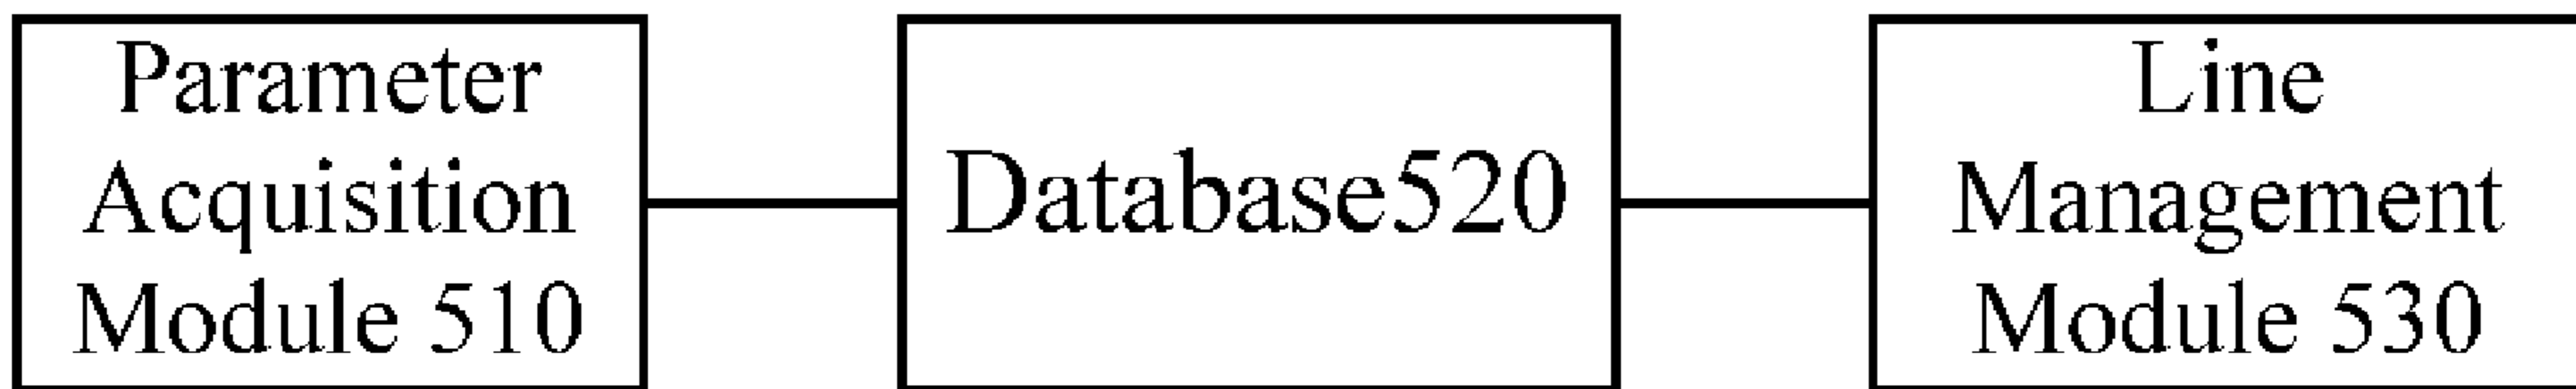 Parameter
Acquisition
Module 510
Database520
Line
Management
Module 530